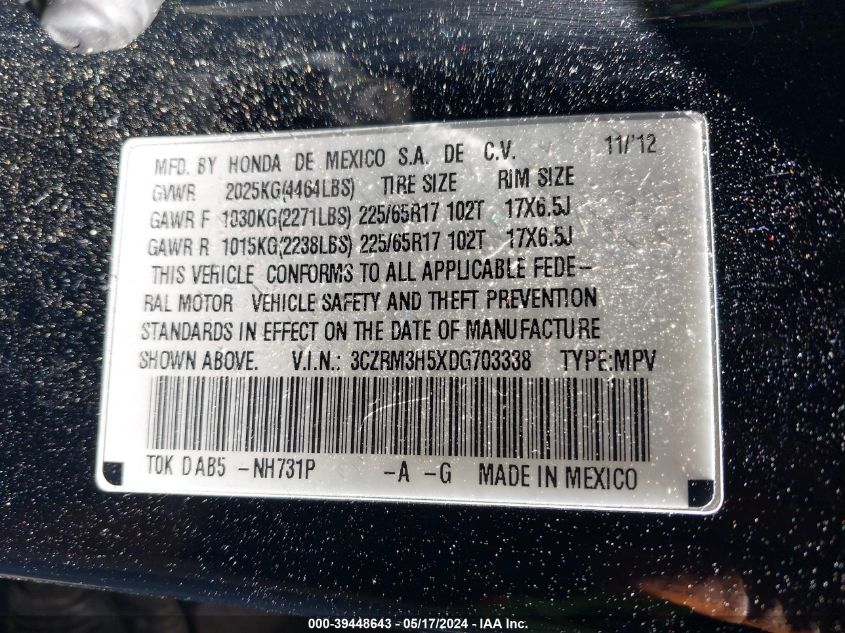 MFD. BY HONDA DE MEXICO S.A. DE C.V. 11/'12
GVWR 2025KG(4464LBS) TIRE SIZE RIM SIZE
GAWR F 1030KG(2271LBS) 225/65R17 102T 17X6.5J
GAWR R 1015KG(2238LBS) 225/65R17 102T 17X6.5J
THIS VEHICLE CONFORMS TO ALL APPLICABLE FEDE-
RAL MOTOR VEHICLE SAFETY AND THEFT PREVENTION
STANDARDS IN EFFECT ON THE DATE OF MANUFACTURE
SHOWN ABOVE. V.I.N.: 3CZRM3H5XDG703338 TYPE:MPV
TOK D AB5 -NH731P -A -G MADE IN MEXICO
000-39448643 - 05/17/2024 - IAA Inc.